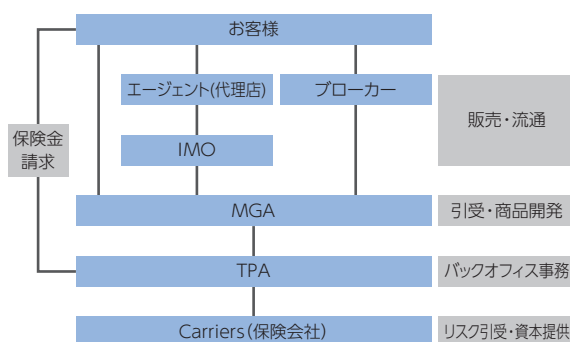 お客様
エージェント(代理店)
ブローカー
販売・流通
保険金
請求
IMO
MGA
引受・商品開発
TPA
バックオフィス事務
Carriers(保険会社)
リスク引受・資本提供